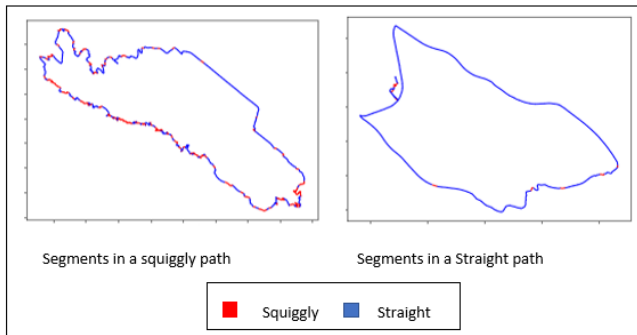 Segments in a squiggly path
Segments in a Straight path
Squiggly
Straight